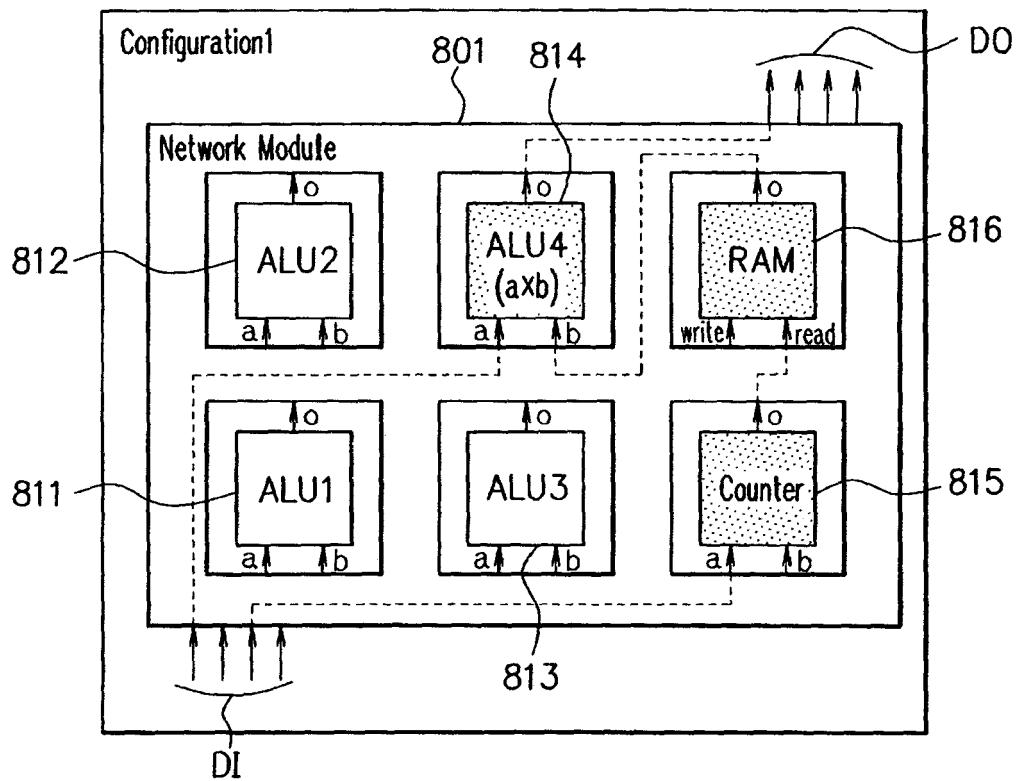 Configuration1
801
814
DO
Network Module
o
o
o
812
ALU2
ALU4
(a×b)
RAM
816
a
b
a
b
write
read
o
o
o
811
ALU1
ALU3
Counter
815
a
b
a
b
a
b
813
DI